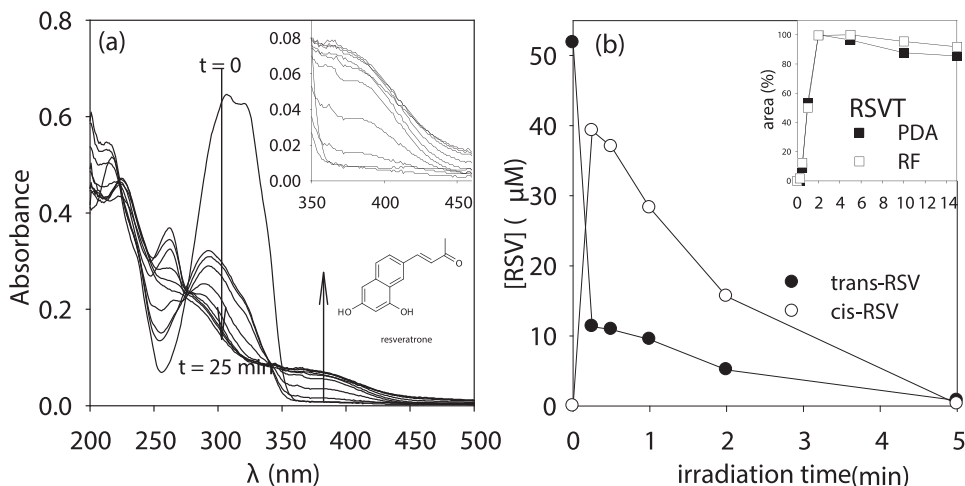 (a)
t = 0
t = 25 min
Absorbance
0.8
0.6
0.4
0.2
0.0
200 250 300 350 400 450 500
λ (nm)
0.08
0.06
0.04
0.02
0.00
350 400 450
O
HO
OH
resveratrone
(b)
[RSV] ( μM)
50
40
30
20
10
0
0 1 2 3 4 5
irradiation time(min)
trans-RSV
cis-RSV
area (%)
100
80
60
40
20
0
0 2 4 6 8 10 12 14
RSVT
PDA
RF